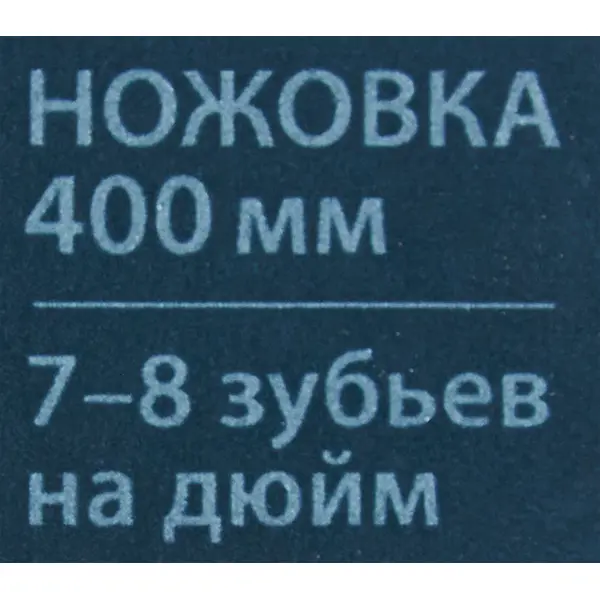 НОЖОВКА
400 мм
7–8 зубьев
на дюйм